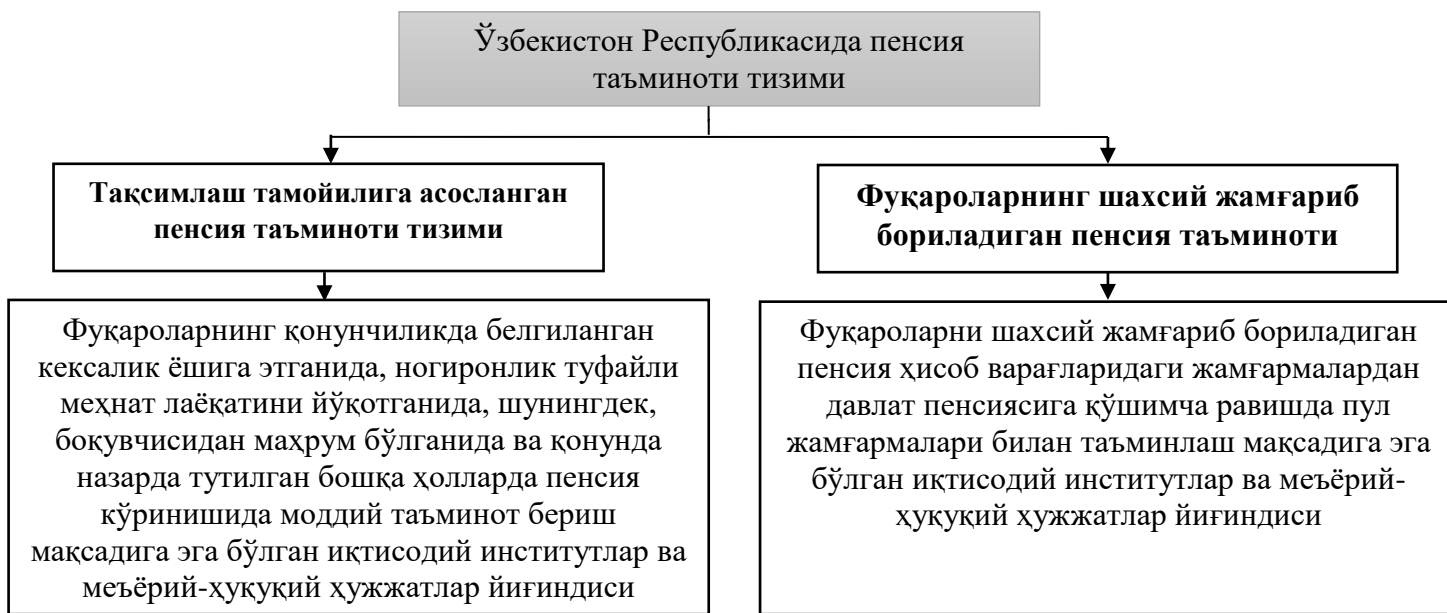 Ўзбекистон Республикасида пенсия
таъминоти тизими
Тақсимлаш тамойилига асосланган
пенсия таъминоти тизими
Фуқароларнинг қонунчиликда белгиланган
кексалик ёшига этганида, ногиронлик туфайли
меҳнат лаёқатини йўқотганида, шунингдек,
боқувчисидан маҳрум бўлганида ва қонунда
назарда тутилган бошқа ҳолларда пенсия
кўринишида моддий таъминот бериш
мақсадига эга бўлган иқтисодий институтлар ва
меъёрий-ҳуқуқий ҳужжатлар йиғиндиси
Фуқароларнинг шахсий жамғариб
бориладиган пенсия таъминоти
Фуқароларни шахсий жамғариб бориладиган
пенсия ҳисоб варағларидаги жамғармалардан
давлат пенсиясига қўшимча равишда пул
жамғармалари билан таъминлаш мақсадига эга
бўлган иқтисодий институтлар ва меъёрий-
ҳуқуқий ҳужжатлар йиғиндиси